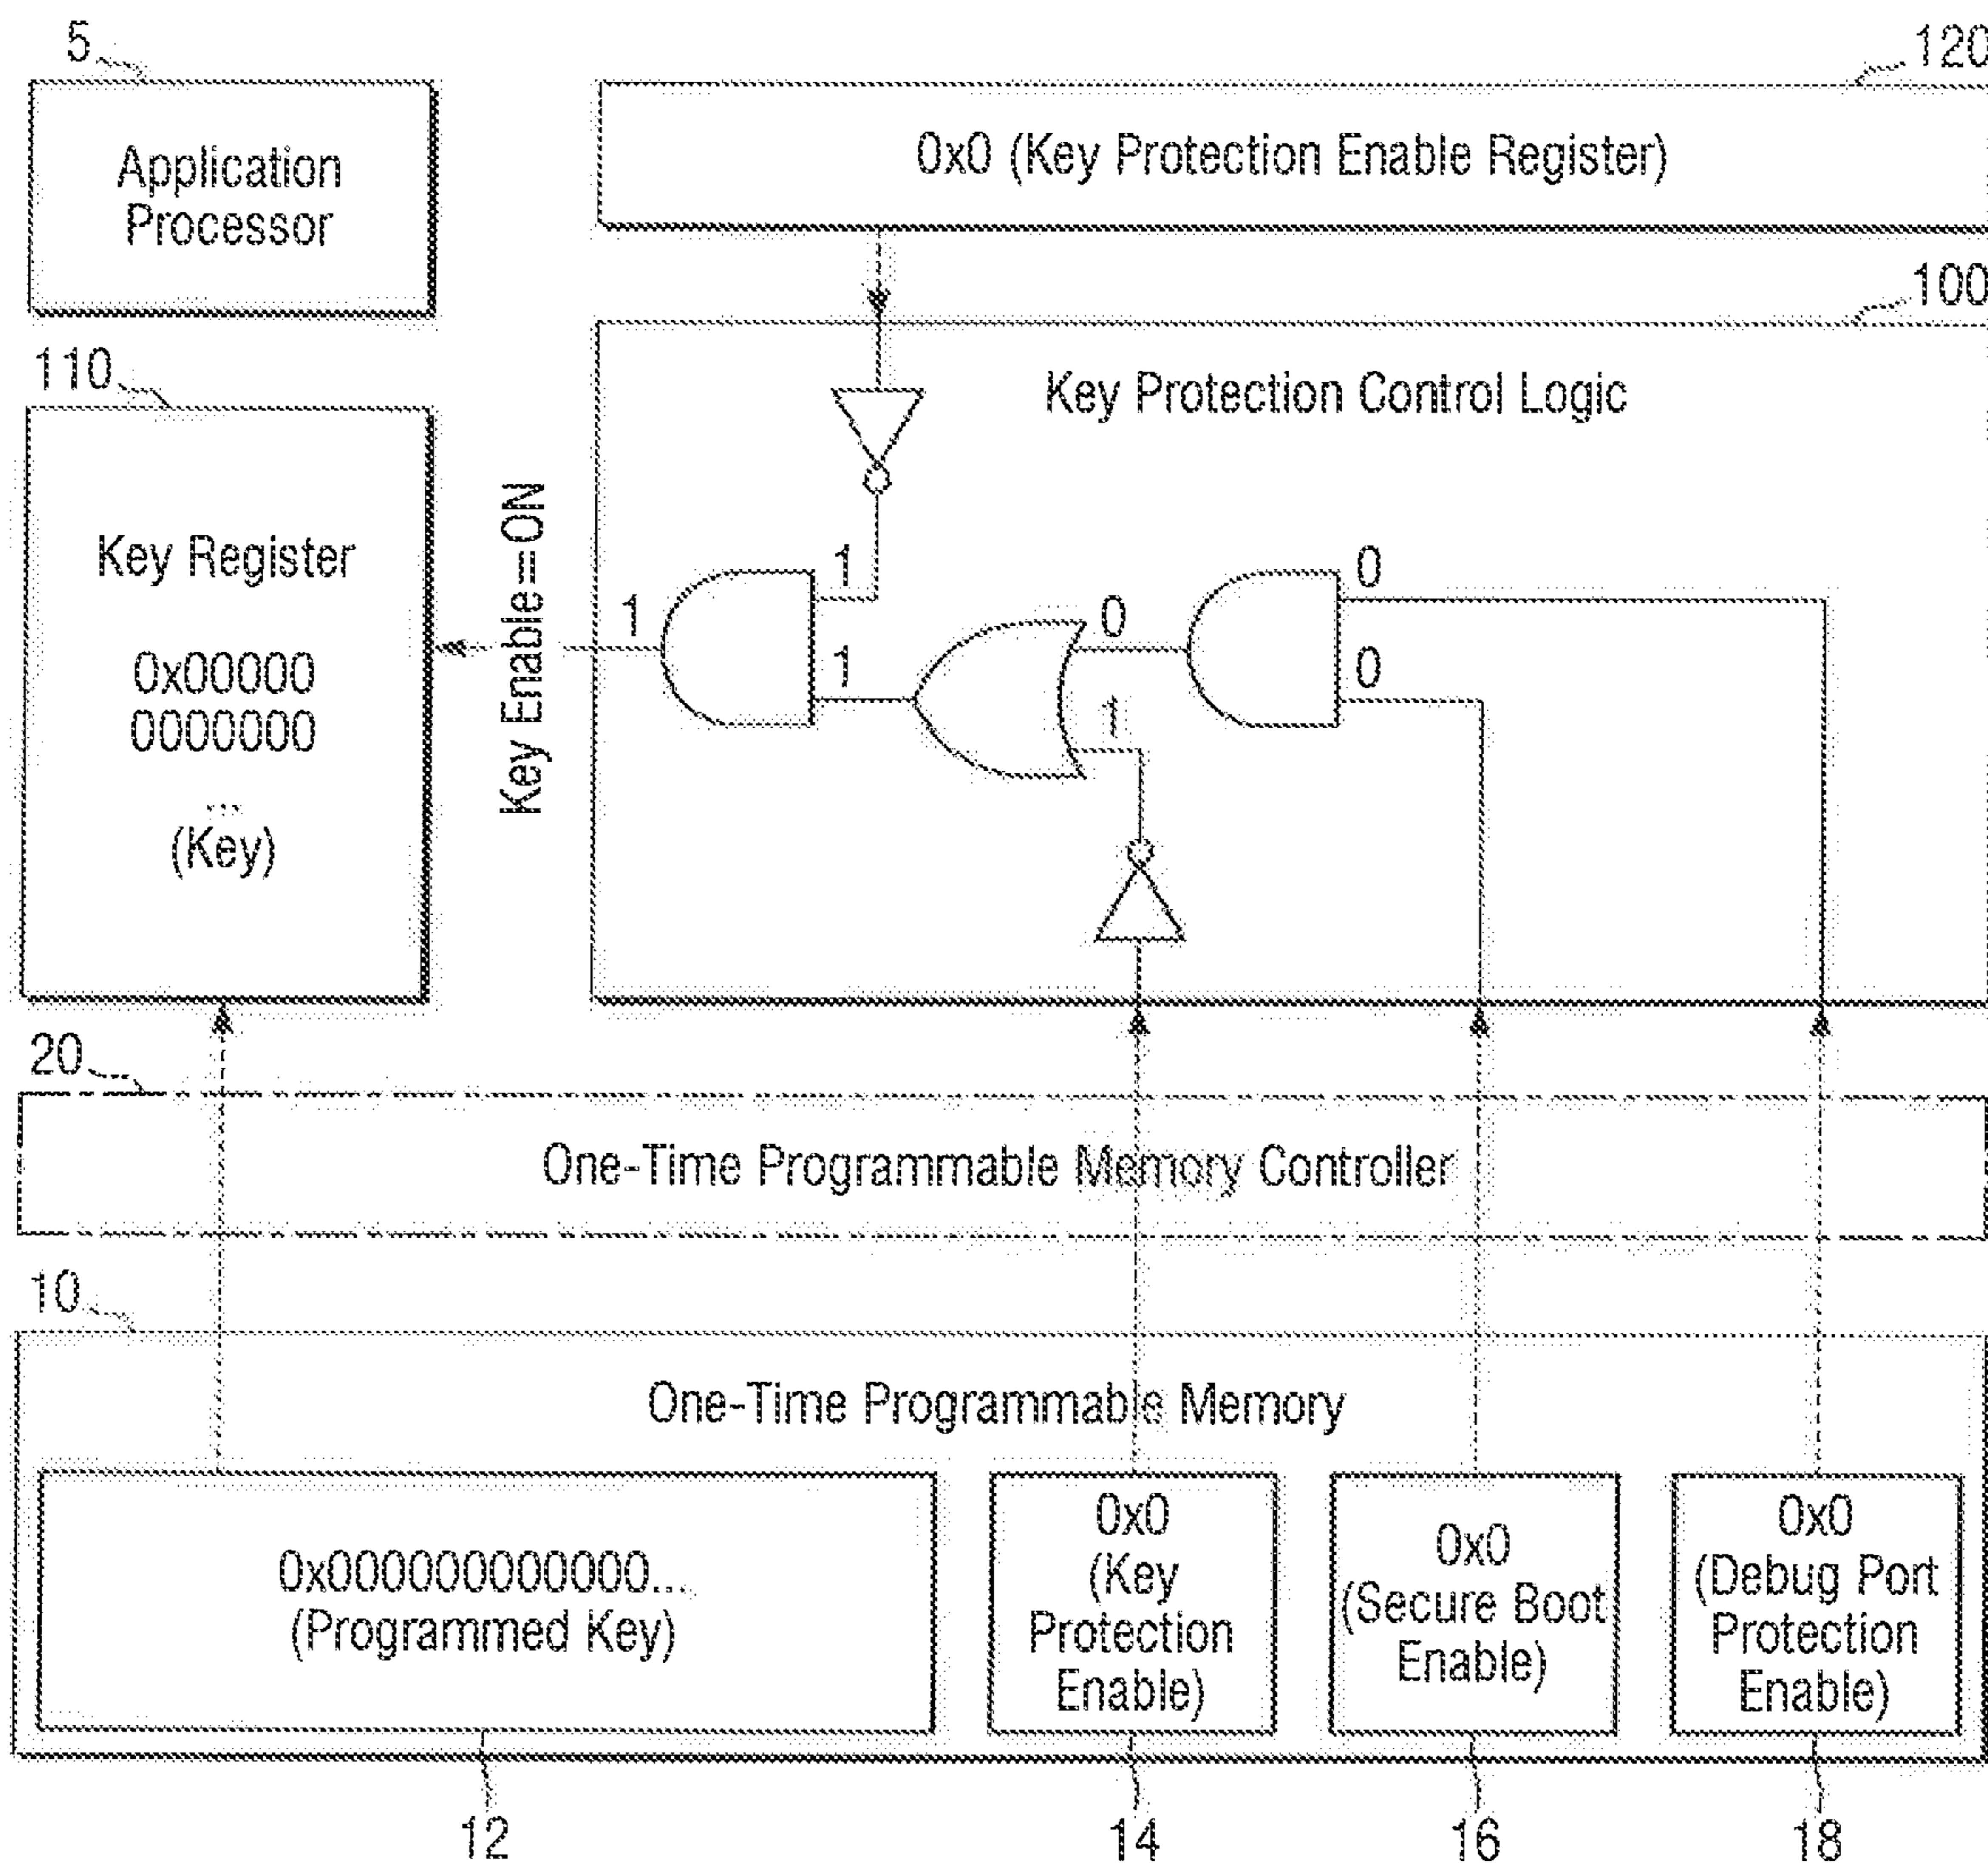 5
120
Application
Processor
0x0 (Key Protection Enable Register)
100
110
Key Protection Control Logic
Key Register
0x00000
0000000
...
(Key)
Key Enable=ON
1
1
1
0
1
0
0
20
One-Time Programmable Memory Controller
10
One-Time Programmable Memory
0x000000000000...
(Programmed Key)
0x0
(Key
Protection
Enable)
0x0
(Secure Boot
Enable)
0x0
(Debug Port
Protection
Enable)
12
14
16
18